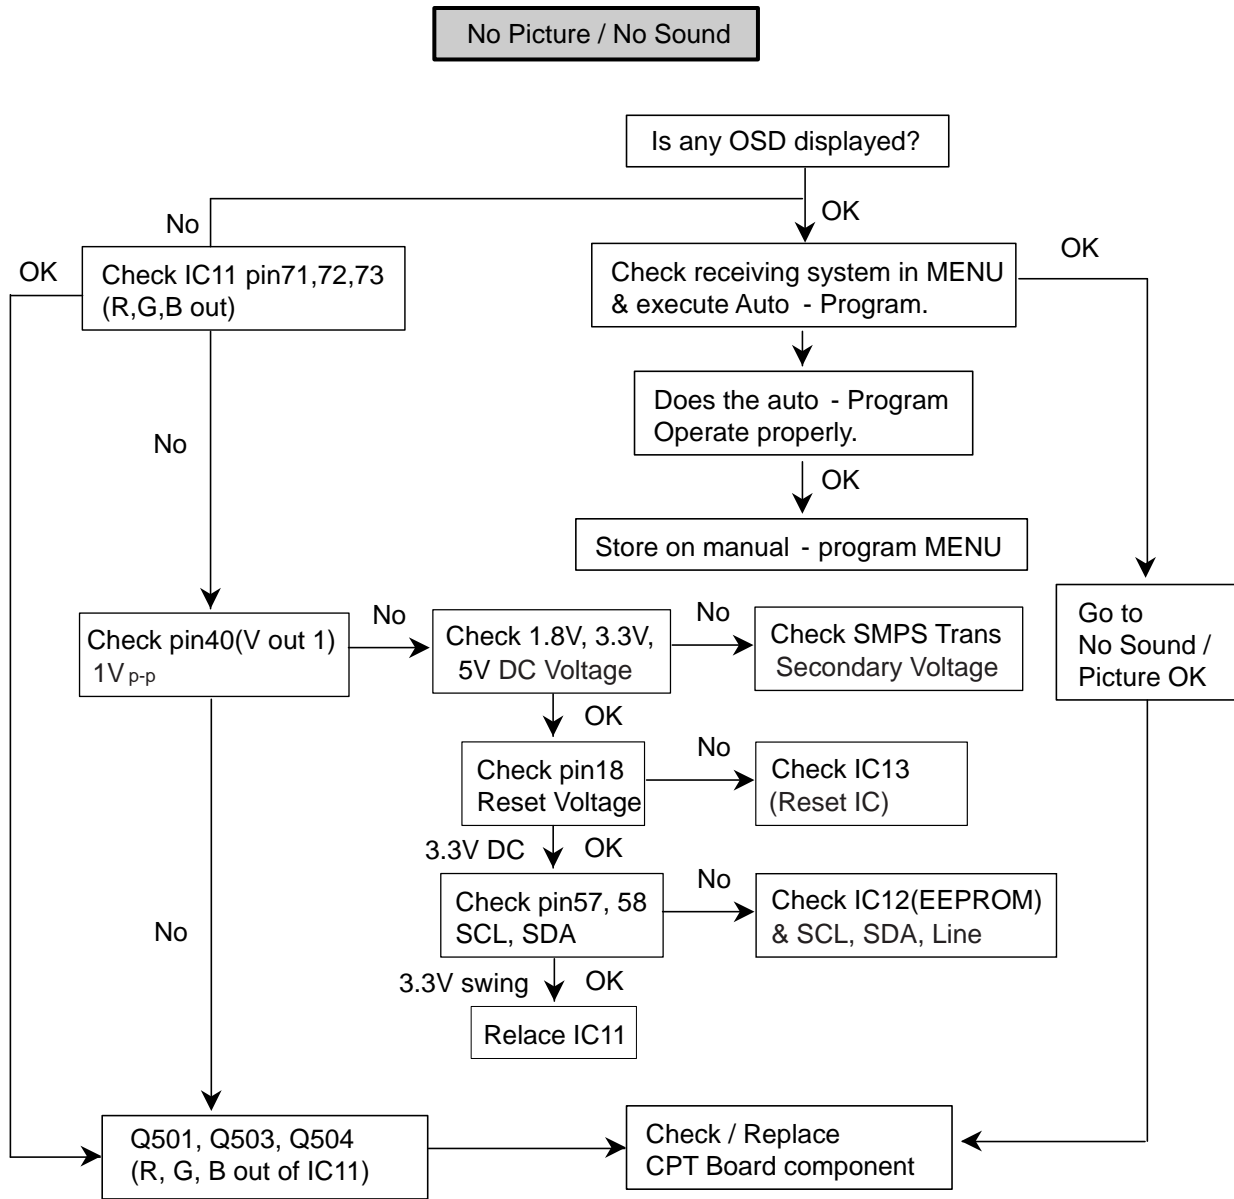 No Picture / No Sound
Is any OSD displayed?
No
OK
OK
OK
Check IC11 pin71,72,73
(R,G,B out)
Check receiving system in MENU
& execute Auto - Program.
Does the auto - Program
Operate properly.
No
OK
Store on manual - program MENU
Check pin40(V out 1)
1V p-p
No
Check 1.8V, 3.3V,
5V DC Voltage
No
Check SMPS Trans
Secondary Voltage
Go to
No Sound /
Picture OK
OK
Check pin18
Reset Voltage
No
Check IC13
(Reset IC)
3.3V DC
OK
Check pin57, 58
SCL, SDA
No
Check IC12(EEPROM)
& SCL, SDA, Line
No
3.3V swing
OK
Relace IC11
Q501, Q503, Q504
(R, G, B out of IC11)
Check / Replace
CPT Board component